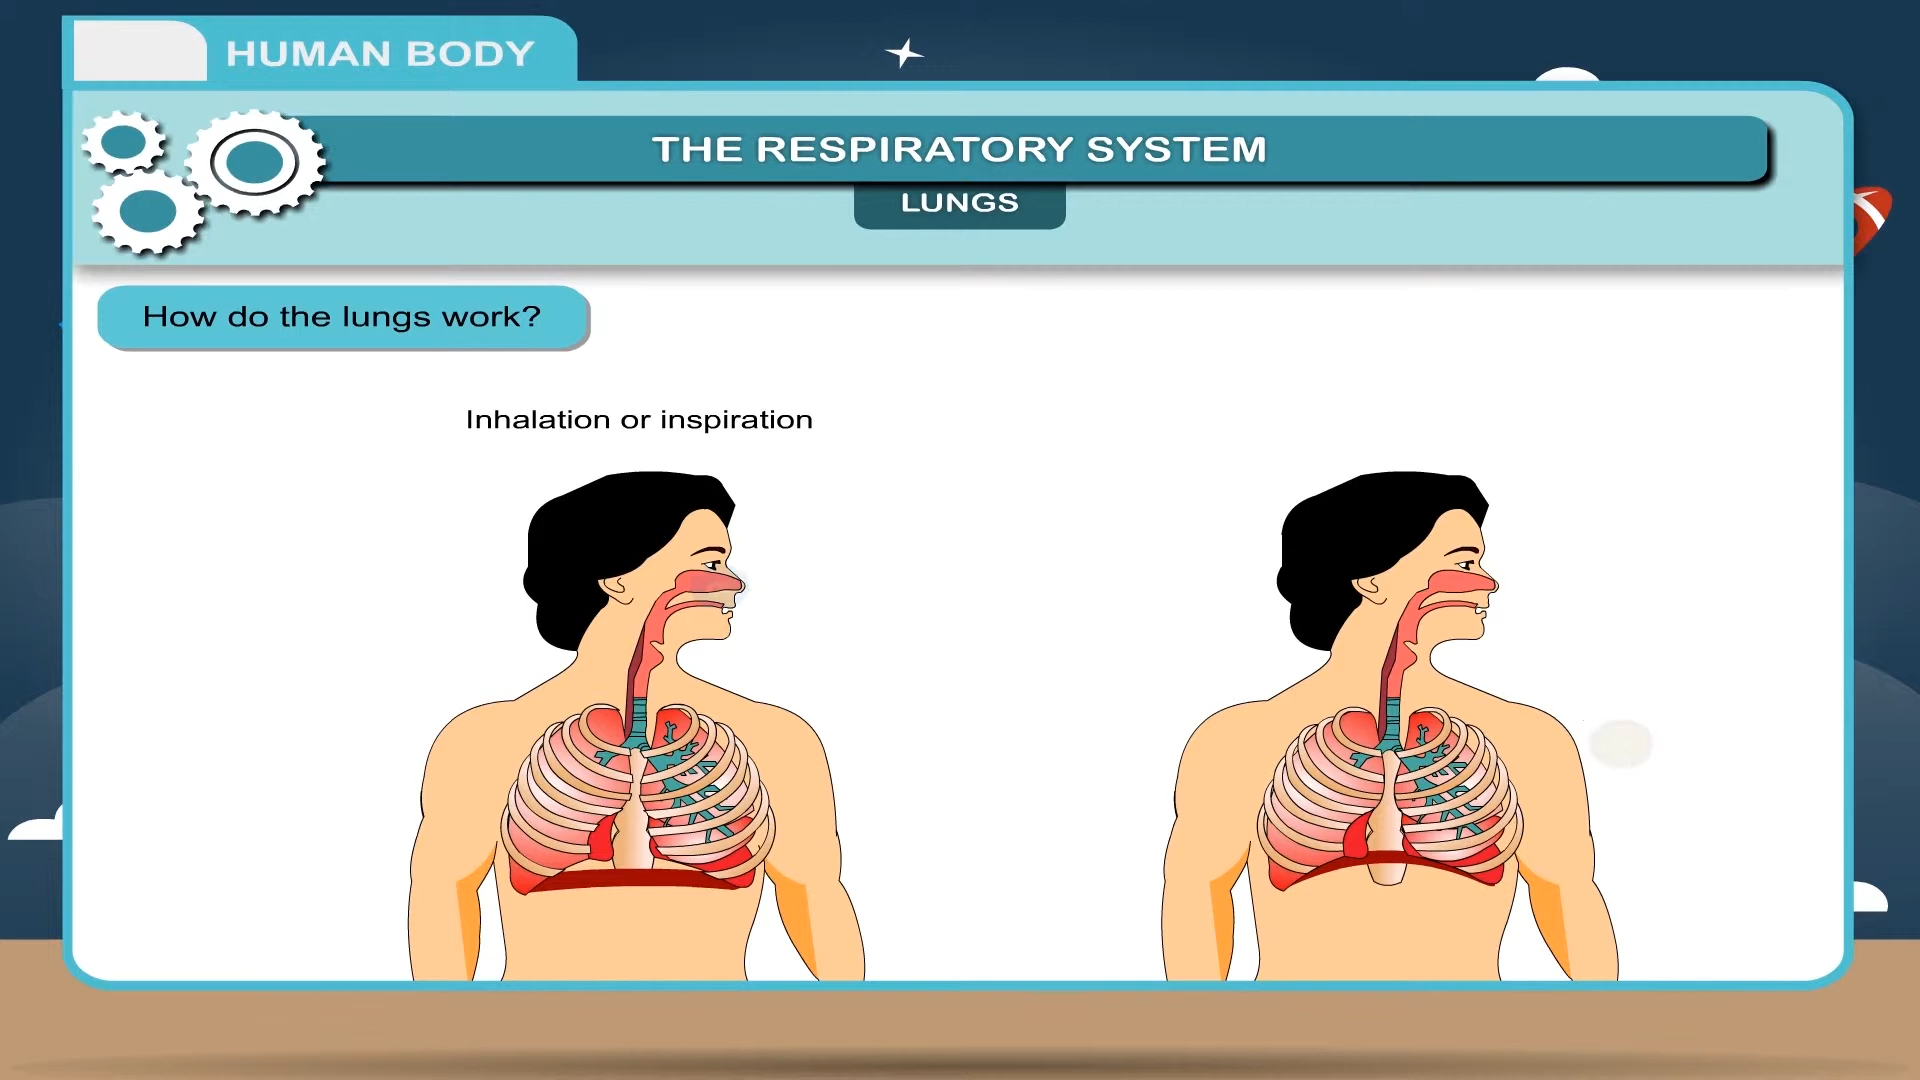 HUMAN BODY
THE RESPIRATORY SYSTEM
LUNGS
How do the lungs work?
Inhalation or inspiration